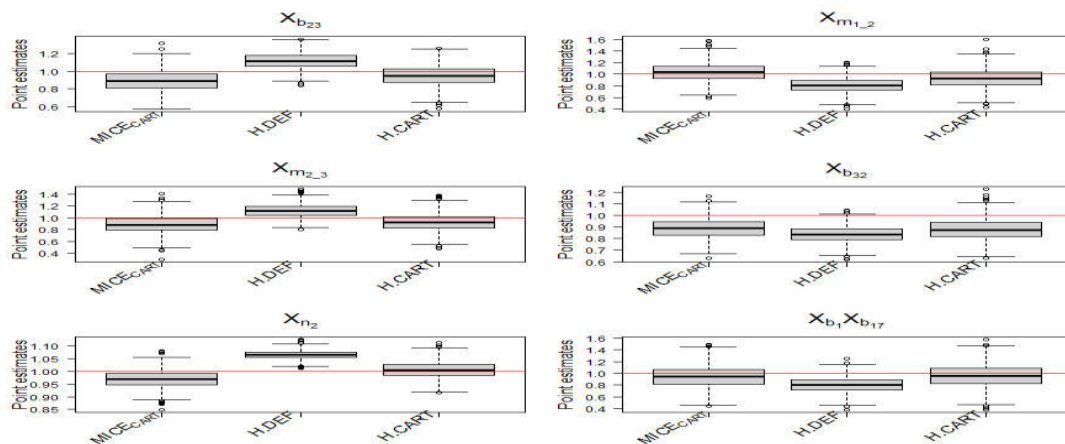 X_b23
Point estimates
1.2
1.0
0.8
0.6
MICE_CART
H.DEF
H.CART
X_m1_2
Point estimates
1.6
1.4
1.2
1.0
0.8
0.6
0.4
MICE_CART
H.DEF
H.CART
X_m2_3
Point estimates
1.4
1.2
1.0
0.8
0.6
0.4
MICE_CART
H.DEF
H.CART
X_b32
Point estimates
1.2
1.1
1.0
0.9
0.8
0.7
0.6
MICE_CART
H.DEF
H.CART
X_n2
Point estimates
1.10
1.05
1.00
0.95
0.90
0.85
MICE_CART
H.DEF
H.CART
X_b1 X_b17
Point estimates
1.6
1.4
1.2
1.0
0.8
0.6
0.4
MICE_CART
H.DEF
H.CART